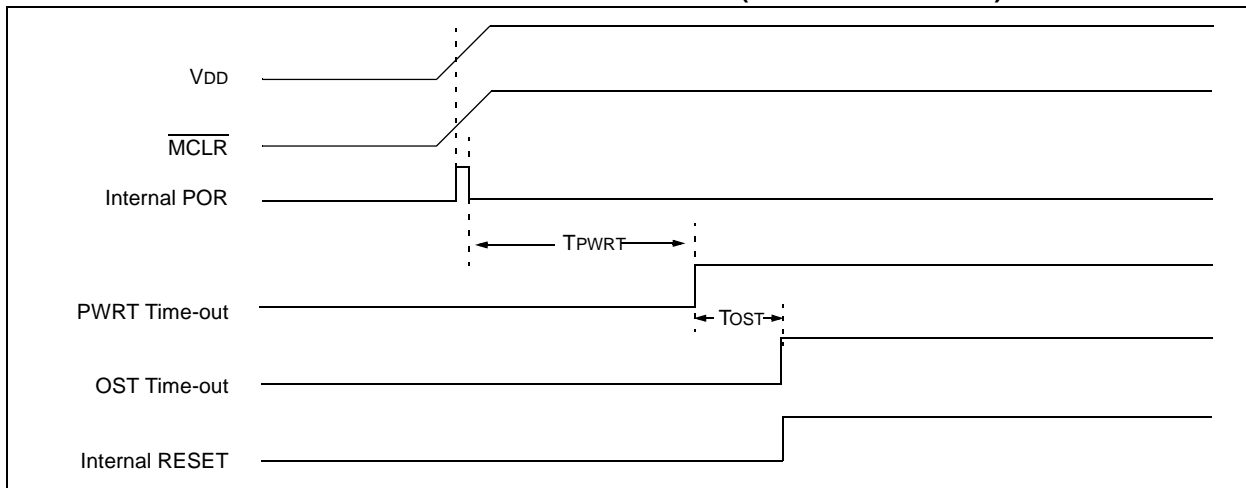 VDD
MCLR
Internal POR
TPWRT
PWRT Time-out
TOST
OST Time-out
Internal RESET